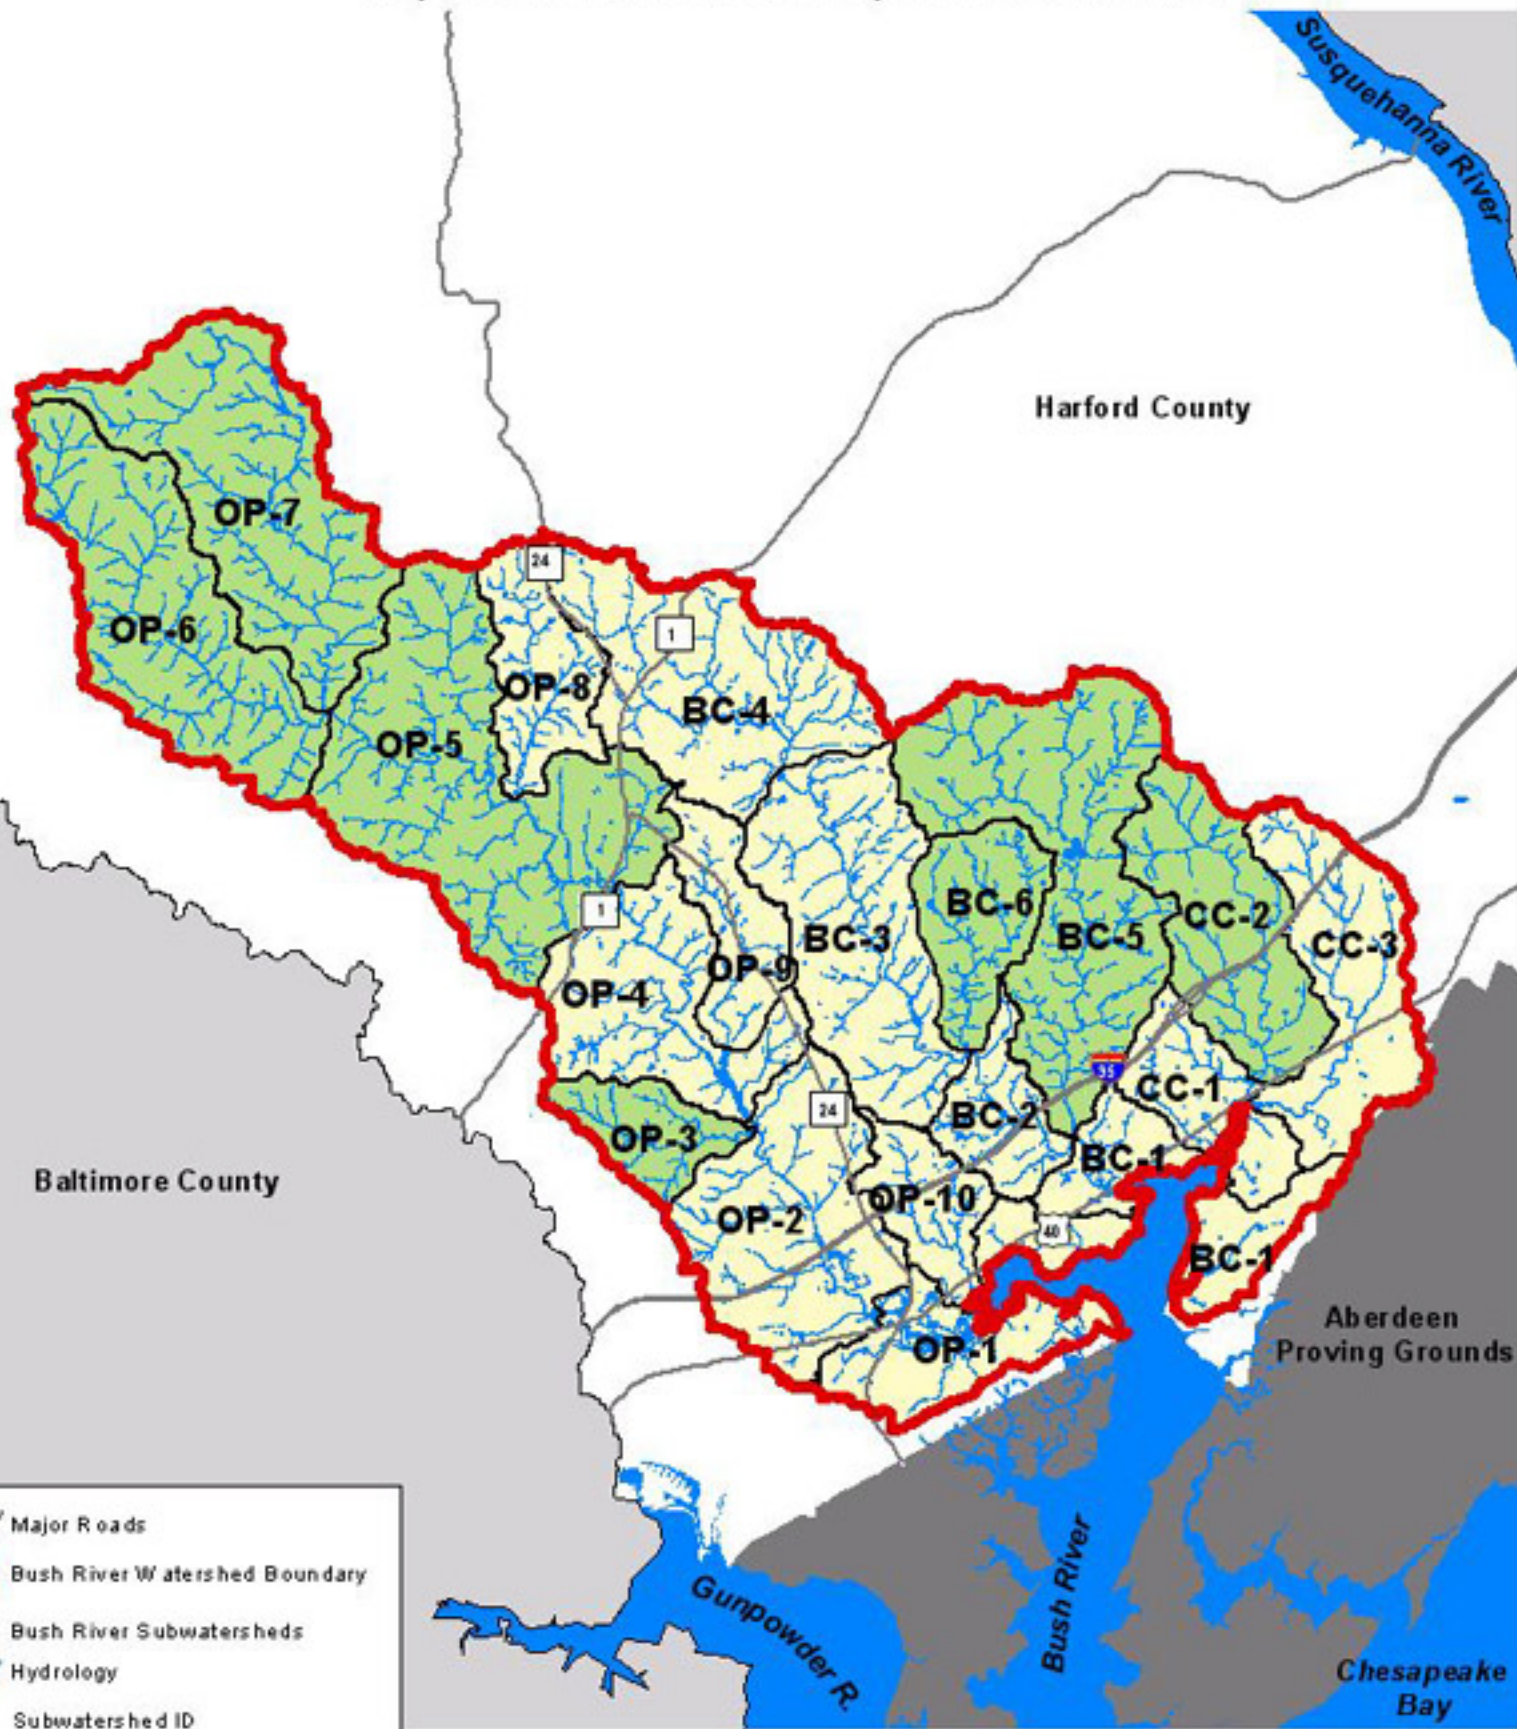 Susquehanna River
Harford County
OP-7
24
OP-6
1
OP-8
BC-4
OP-5
BC-6
1
CC-2
BC-3
BC-5
CC-3
OP-9
OP-4
95
CC-1
24
BC-2
OP-3
BC-1
Baltimore County
OP-10
OP-2
40
BC-1
Aberdeen
Proving Grounds
OP-1
Major Roads
Bush River Watershed Boundary
Bush River Subwatersheds
Hydrology
Subwatershed ID
Gunpowder R.
Bush River
Chesapeake
Bay